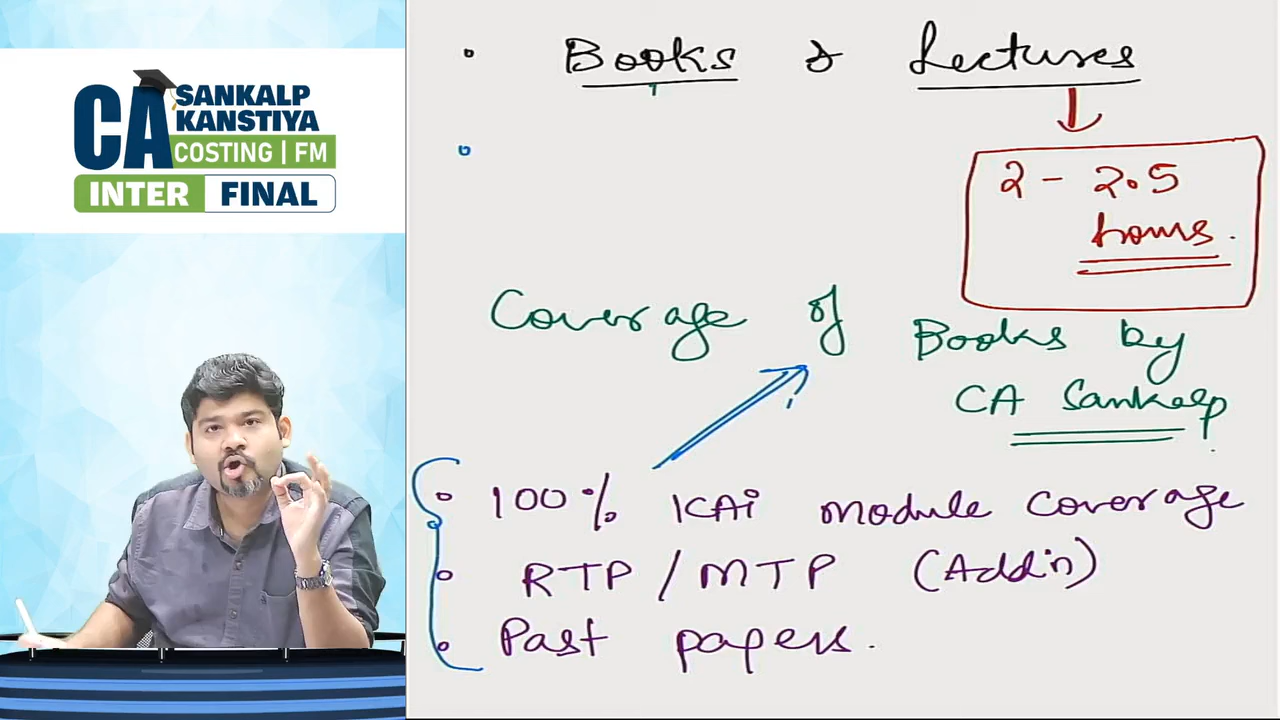 CA SANKALP
KANSTIYA
COSTING | FM
INTER FINAL
• Books & Lectures
2 - 2.5
hours.
Coverage of
Books by
CA Sankalp
• 100% ICAi module coverage
• RTP / MTP (Addn)
• Past papers.